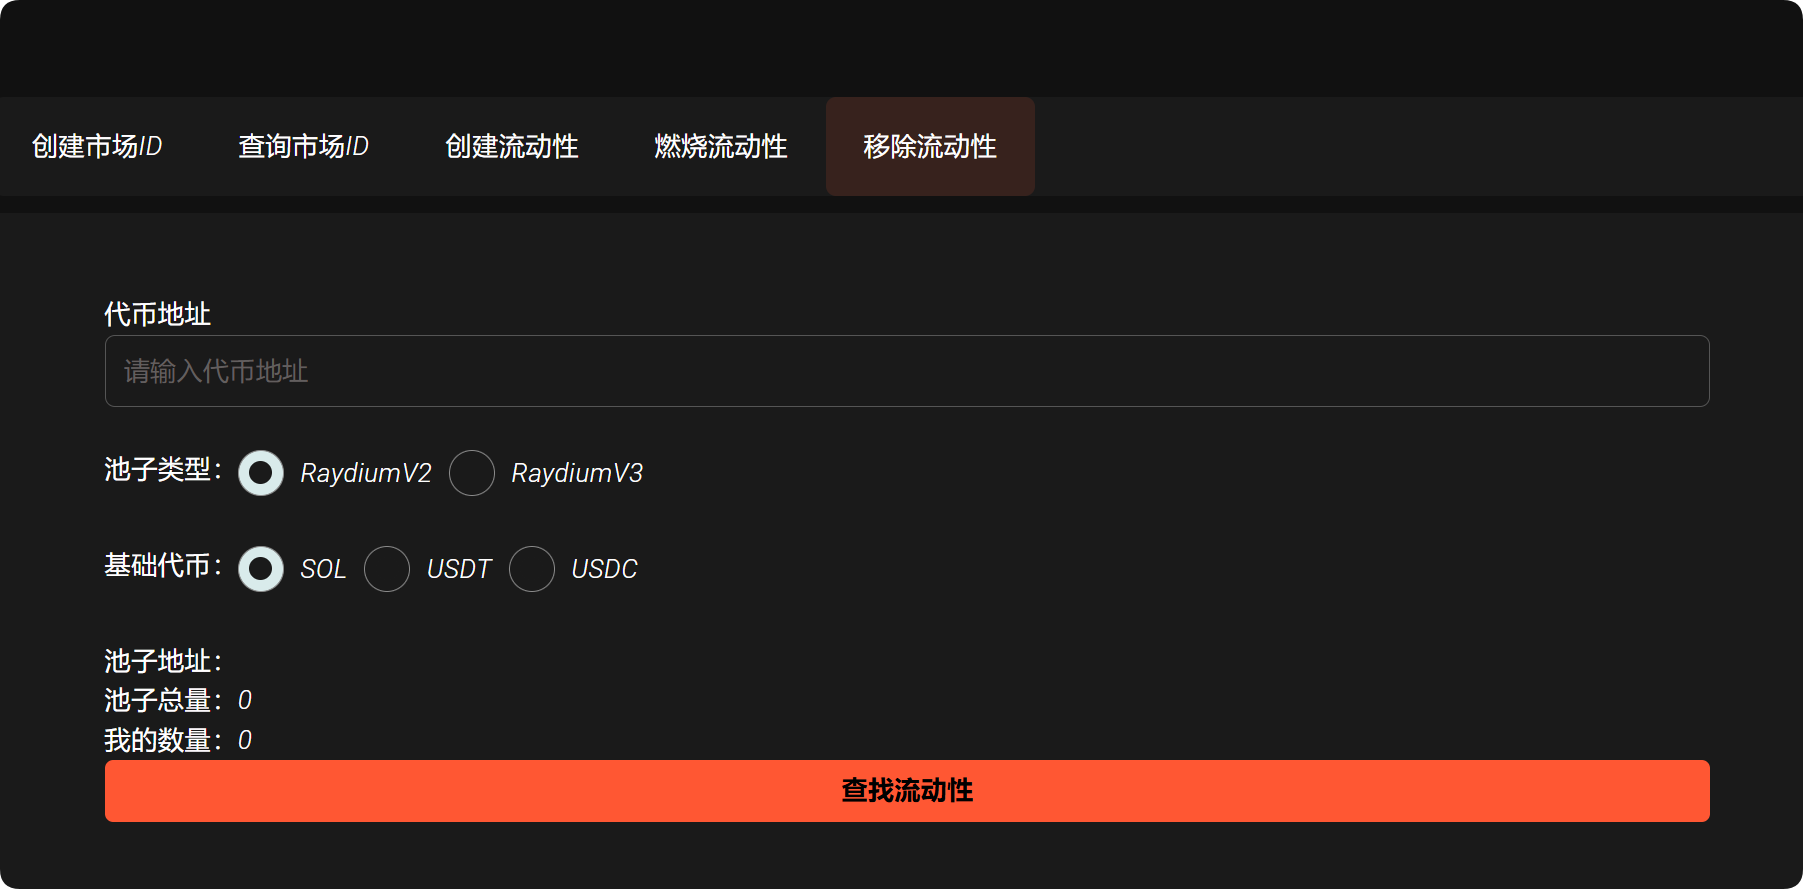 创建市场ID 查询市场ID 创建流动性 燃烧流动性 移除流动性
代币地址
请输入代币地址
池子类型： RaydiumV2 RaydiumV3
基础代币： SOL USDT USDC
池子地址：
池子总量：0
我的数量：0
查找流动性